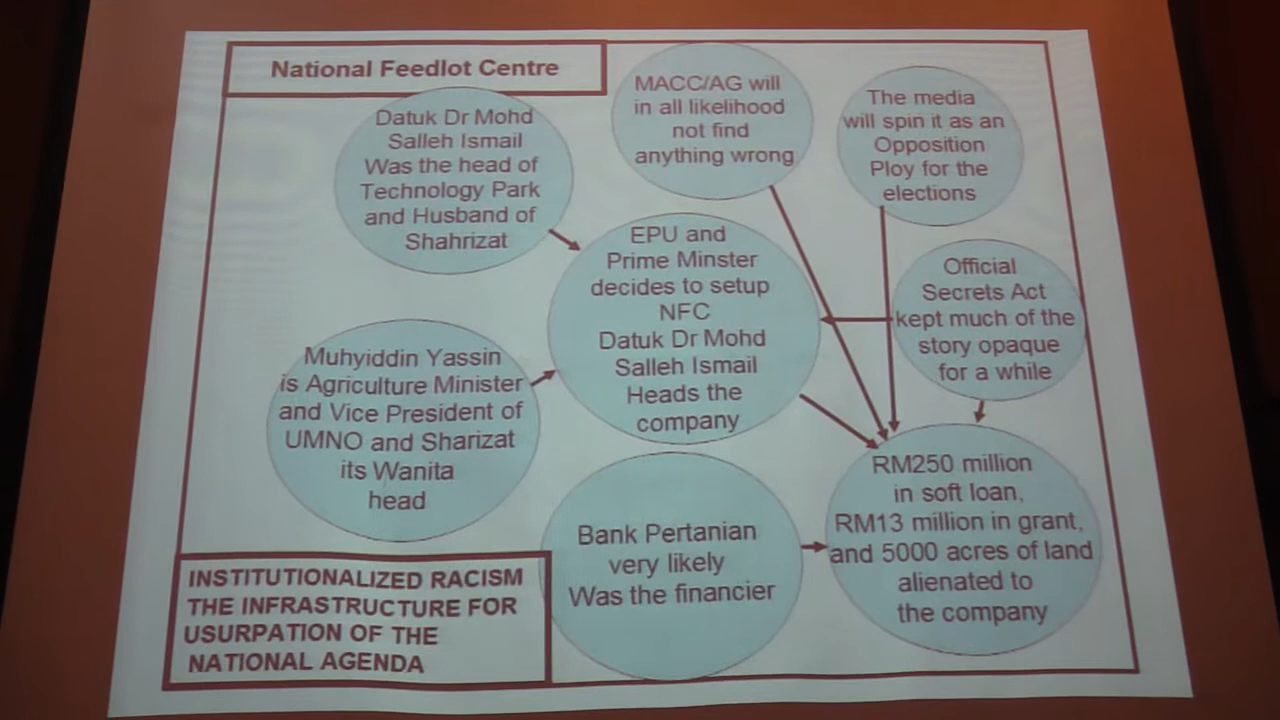 National Feedlot Centre
Datuk Dr Mohd
Salleh Ismail
Was the head of
Technology Park
and Husband of
Shahrizat
MACC/AG will
in all likelihood
not find
anything wrong
The media
will spin it as an
Opposition
Ploy for the
elections
EPU and
Prime Minster
decides to setup
NFC
Datuk Dr Mohd
Salleh Ismail
Heads the
company
Official
Secrets Act
kept much of the
story opaque
for a while
Muhyiddin Yassin
is Agriculture Minister
and Vice President of
UMNO and Sharizat
its Wanita
head
Bank Pertanian
very likely
Was the financier
RM250 million
in soft loan,
RM13 million in grant,
and 5000 acres of land
alienated to
the company
INSTITUTIONALIZED RACISM
THE INFRASTRUCTURE FOR
USURPATION OF THE
NATIONAL AGENDA